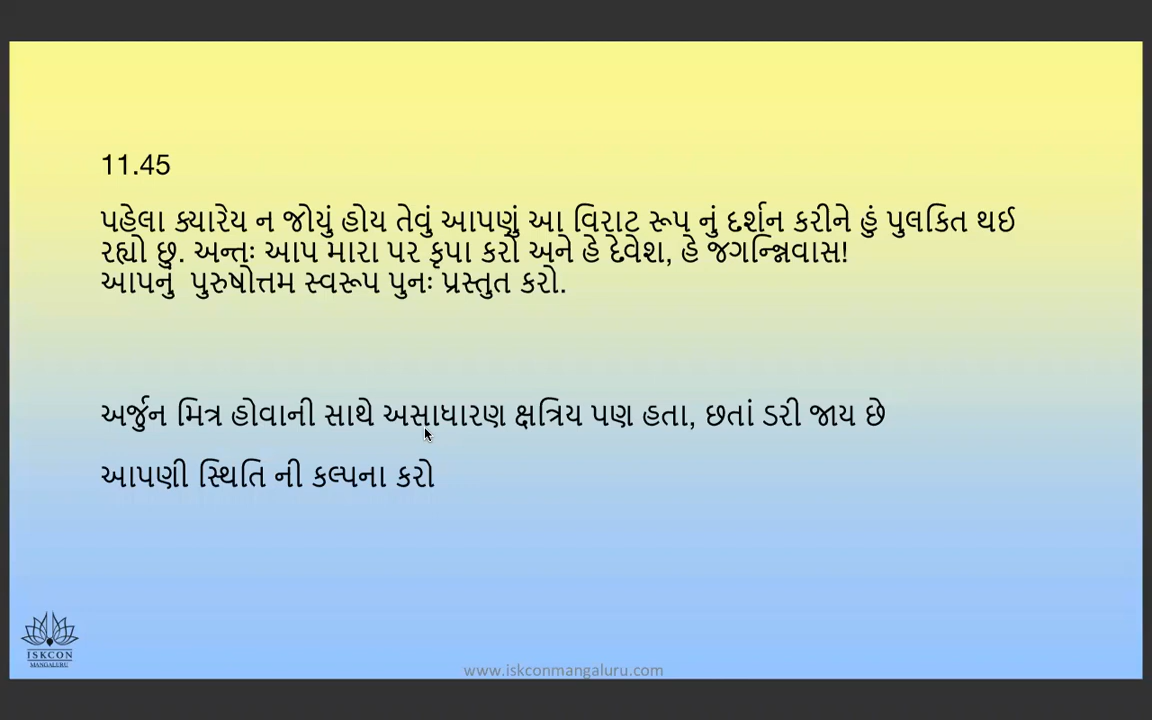 11.45
પહેલા ક્યારેય ન જોયું હોય તેવું આપણું આ વિરાટ રૂપ નું દર્શન કરીને હું પુલકિત થઈ
રહ્યો છુ. અન્તઃ આપ મારા પર કૃપા કરો અને હે દેવેશ, હે જગન્ન્િવાસ!
આપનું  પુરુષોત્તમ સ્વરૂપ પુનઃ પ્રસ્તુત કરો.
અર્જુન મિત્ર હોવાની સાથે અસાધારણ ક્ષત્રિય પણ હતા, છતાં ડરી જાય છે
આપણી સ્થિતિ ની કલ્પના કરો
ISKCON
MANGALURU
www.iskconmangaluru.com